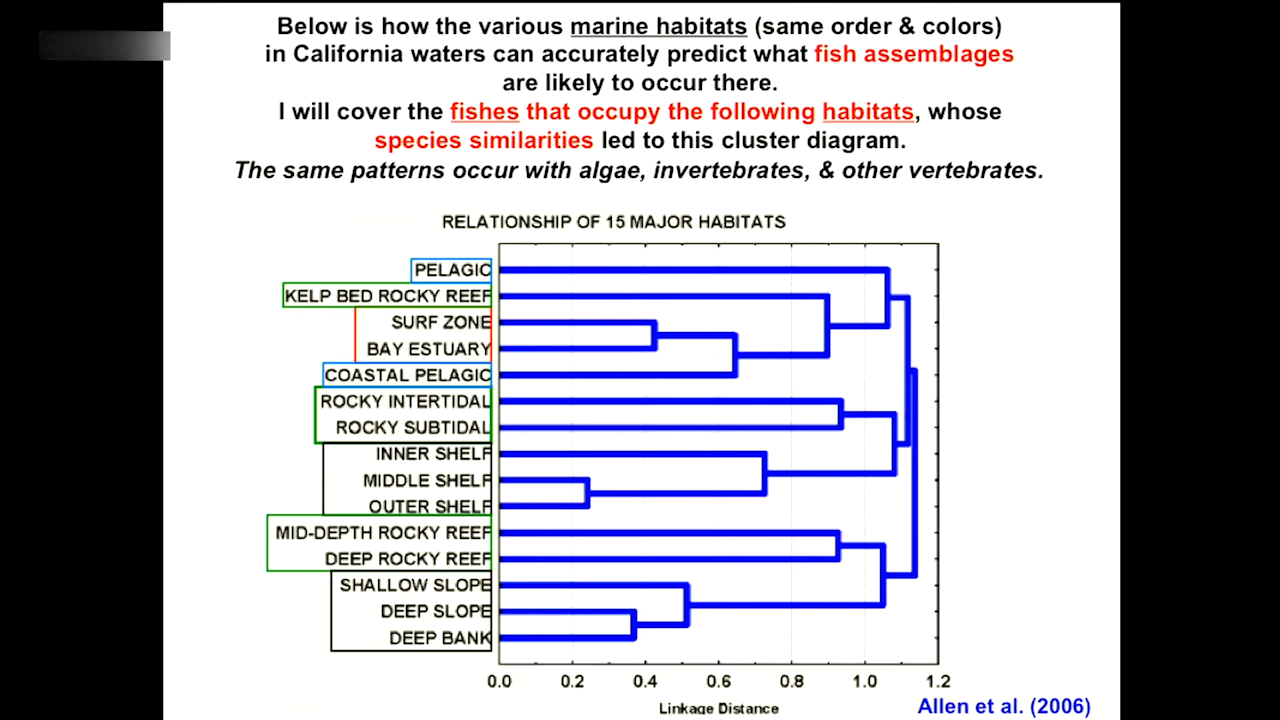 Below is how the various marine habitats (same order & colors)
in California waters can accurately predict what fish assemblages
are likely to occur there.
I will cover the fishes that occupy the following habitats, whose
species similarities led to this cluster diagram.
The same patterns occur with algae, invertebrates, & other vertebrates.
RELATIONSHIP OF 15 MAJOR HABITATS
PELAGIC
KELP BED ROCKY REEF
SURF ZONE
BAY ESTUARY
COASTAL PELAGIC
ROCKY INTERTIDAL
ROCKY SUBTIDAL
INNER SHELF
MIDDLE SHELF
OUTER SHELF
MID-DEPTH ROCKY REEF
DEEP ROCKY REEF
SHALLOW SLOPE
DEEP SLOPE
DEEP BANK
0.0 0.2 0.4 0.6 0.8 1.0 1.2
Linkage Distance
Allen et al. (2006)